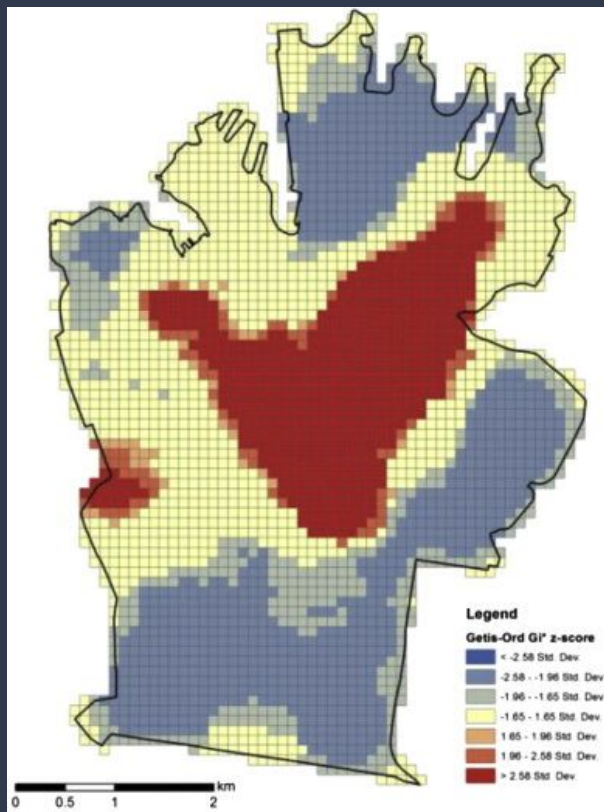 Legend
Getis-Ord Gi* z-score
< -2.58 Std. Dev.
-2.58 - -1.96 Std. Dev.
-1.96 - -1.65 Std. Dev.
-1.65 - 1.65 Std. Dev.
1.65 - 1.96 Std. Dev.
1.96 - 2.58 Std. Dev.
> 2.58 Std. Dev.
km
0 0.5 1 2